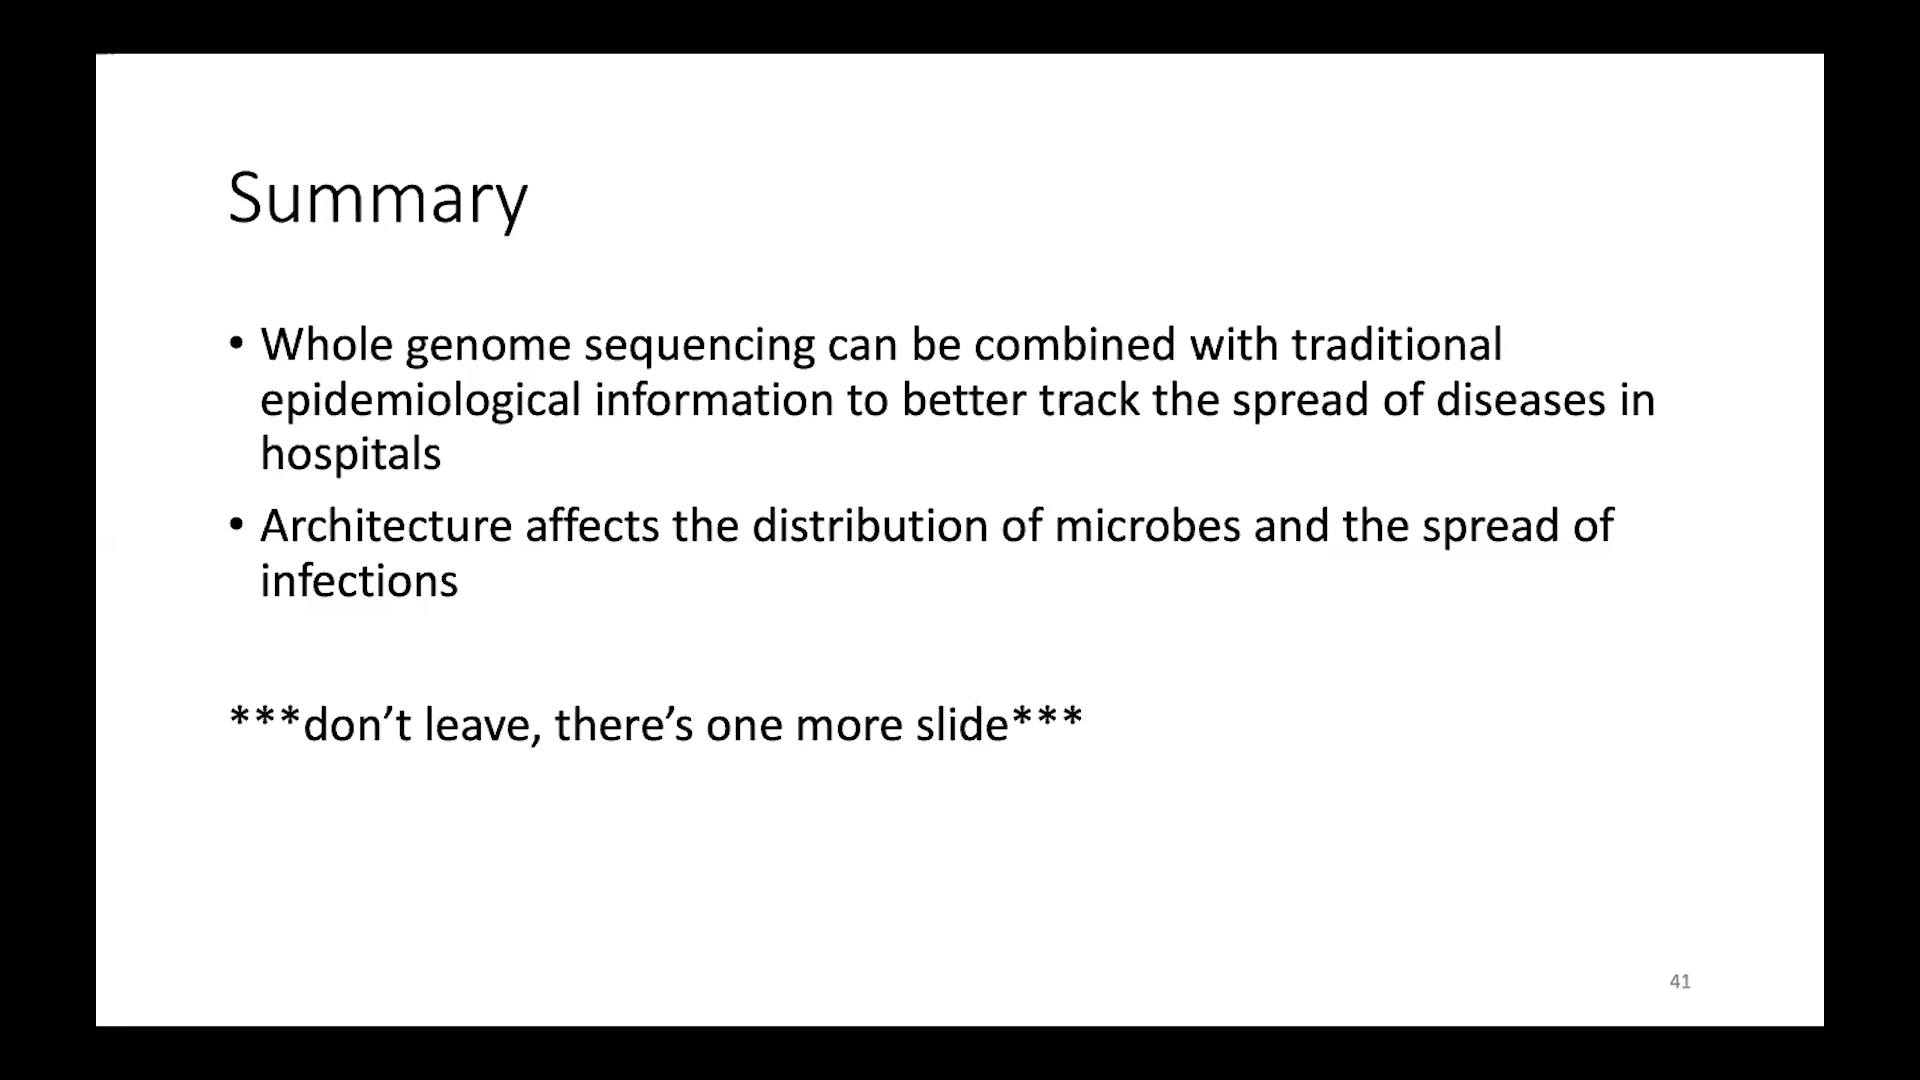 Summary
• Whole genome sequencing can be combined with traditional
epidemiological information to better track the spread of diseases in
hospitals
• Architecture affects the distribution of microbes and the spread of
infections
***don’t leave, there’s one more slide***
41